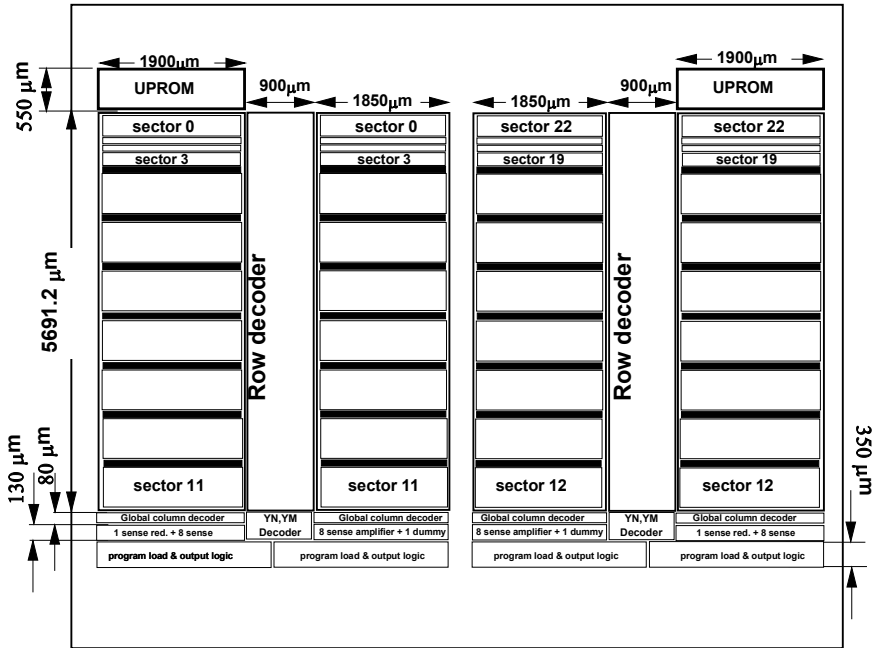 1900µm
1900µm
UPROM
900µm
900µm
UPROM
550 µm
1850µm
1850µm
sector 0
sector 0
sector 22
sector 22
sector 3
sector 3
sector 19
sector 19
5691.2 µm
Row decoder
Row decoder
sector 11
sector 11
sector 12
sector 12
130 µm
80 µm
350 µm
Global column decoder
YN,YM
Decoder
Global column decoder
Global column decoder
YN,YM
Decoder
Global column decoder
1 sense red. + 8 sense
8 sense amplifier + 1 dummy
8 sense amplifier + 1 dummy
1 sense red. + 8 sense
program load & output logic
program load & output logic
program load & output logic
program load & output logic